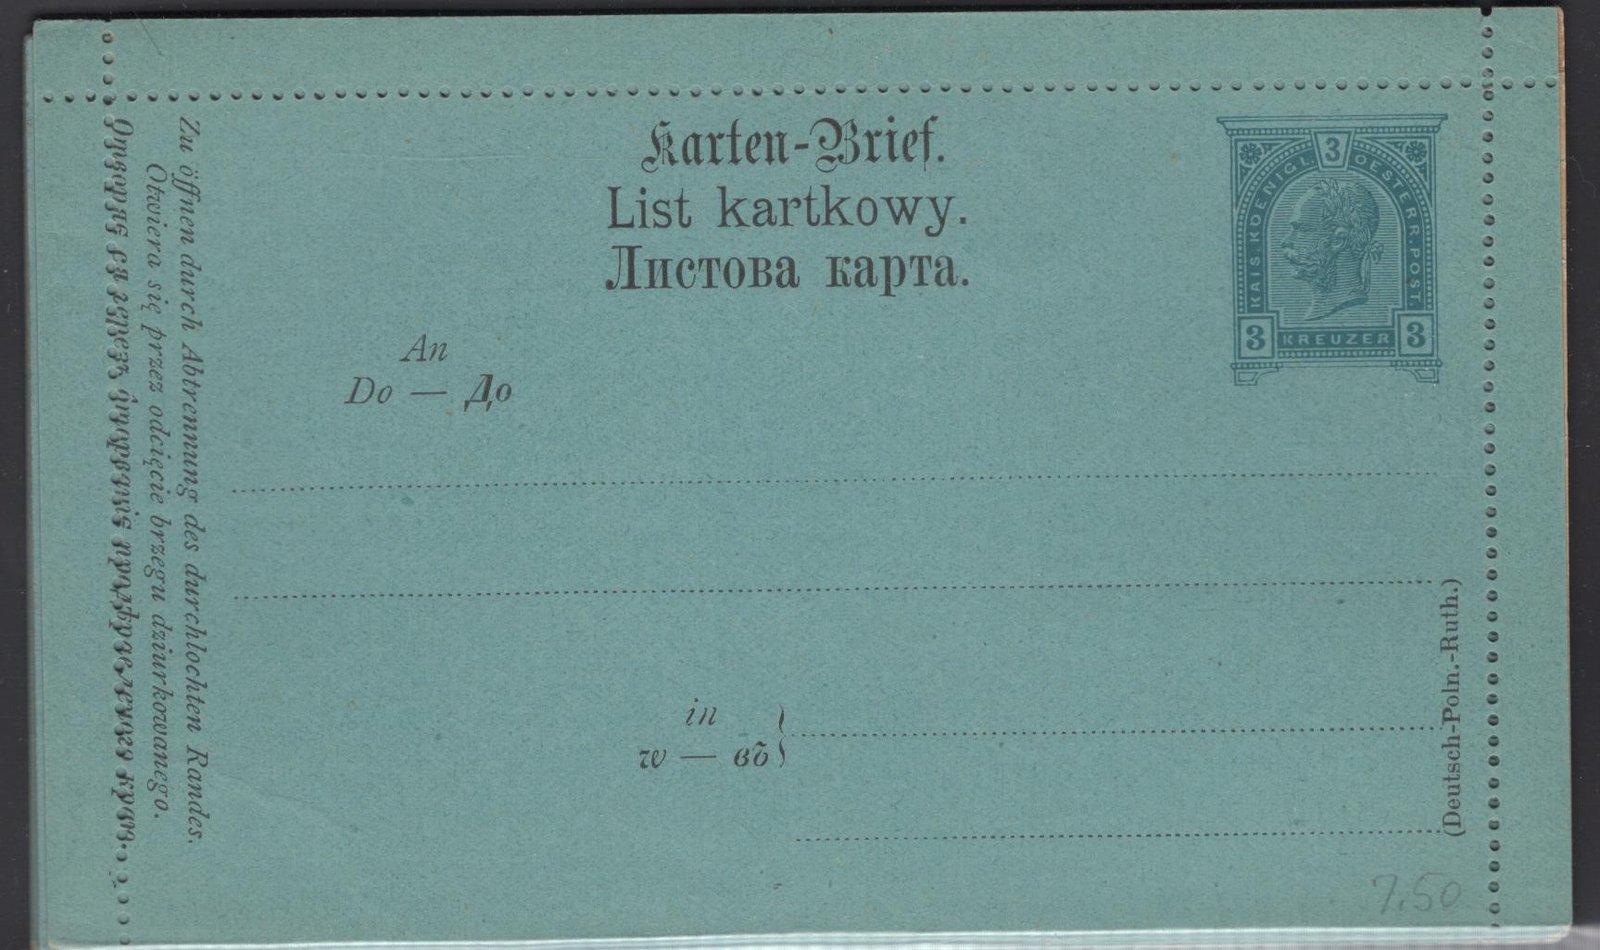 Karten-Brief.
List kartkowy.
Листова карта.
3
KAIS. KOENIGL. OESTERR. POST.
3 KREUZER 3
An
Do — До
in
w — въ
(Deutsch-Poln.-Ruth.)
Zu öffnen durch Abtrennung des durchlochten Randes.
Otwiera się przez odcięcie brzegu dziurkowanego.
7.50